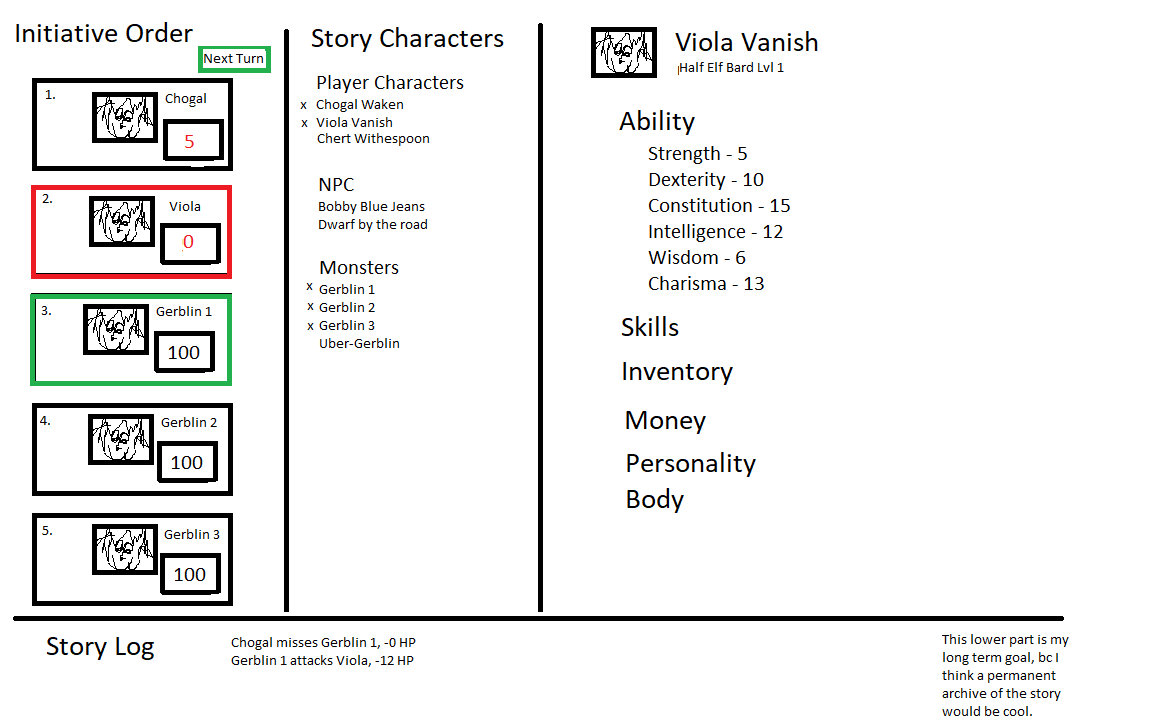 Initiative Order
Next Turn
1.
Chogal
5
2.
Viola
0
3.
Gerblin 1
100
4.
Gerblin 2
100
5.
Gerblin 3
100
Story Characters
Player Characters
x Chogal Waken
x Viola Vanish
Chert Withespoon
NPC
Bobby Blue Jeans
Dwarf by the road
Monsters
x Gerblin 1
x Gerblin 2
x Gerblin 3
Uber-Gerblin
Viola Vanish
Half Elf Bard Lvl 1
Ability
Strength - 5
Dexterity - 10
Constitution - 15
Intelligence - 12
Wisdom - 6
Charisma - 13
Skills
Inventory
Money
Personality
Body
Story Log
Chogal misses Gerblin 1, -0 HP
Gerblin 1 attacks Viola, -12 HP
This lower part is my
long term goal, bc I
think a permanent
archive of the story
would be cool.